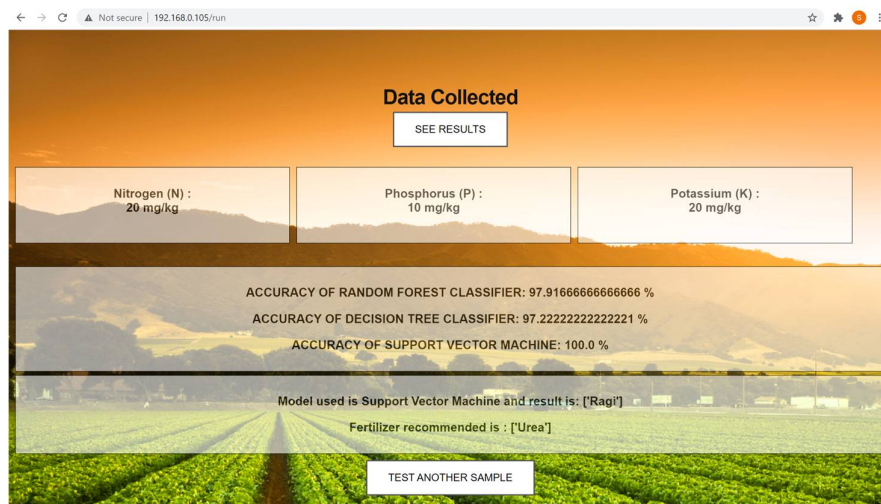 Not secure | 192.168.0.105/run
S
Data Collected
SEE RESULTS
Nitrogen (N) :
20 mg/kg
Phosphorus (P) :
10 mg/kg
Potassium (K) :
20 mg/kg
ACCURACY OF RANDOM FOREST CLASSIFIER: 97.91666666666666 %
ACCURACY OF DECISION TREE CLASSIFIER: 97.22222222222221 %
ACCURACY OF SUPPORT VECTOR MACHINE: 100.0 %
Model used is Support Vector Machine and result is: ['Ragi']
Fertilizer recommended is : ['Urea']
TEST ANOTHER SAMPLE